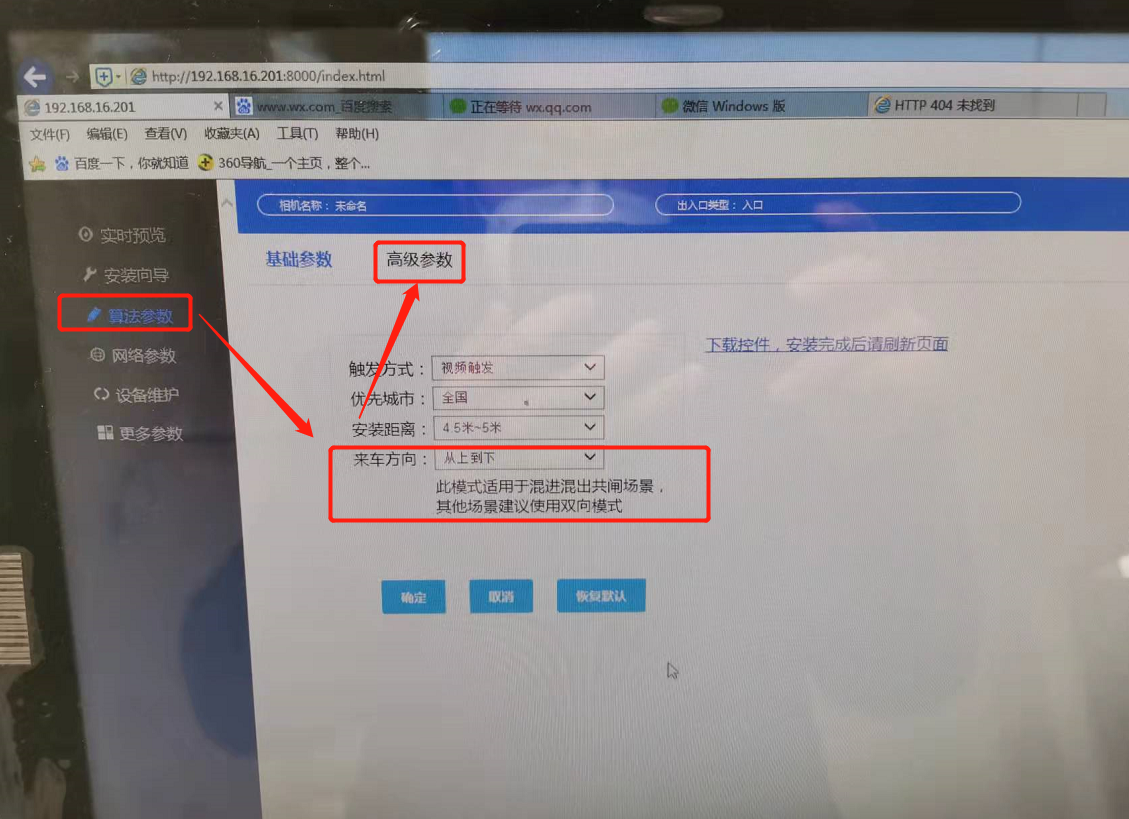 http://192.168.16.201:8000/index.html
192.168.16.201
www.wx.com_百度搜索
正在等待 wx.qq.com
微信 Windows 版
HTTP 404 未找到
文件(F) 编辑(E) 查看(V) 收藏夹(A) 工具(T) 帮助(H)
百度一下，你就知道 360导航_一个主页，整个...
相机名称： 未命名
出入口类型： 入口
实时预览
安装向导
算法参数
网络参数
设备维护
更多参数
基础参数 高级参数
下载控件，安装完成后请刷新页面
触发方式： 视频触发
优先城市： 全国
安装距离： 4.5米~5米
来车方向： 从上到下
此模式适用于混进混出共闸场景，
其他场景建议使用双向模式
确定 取消 恢复默认